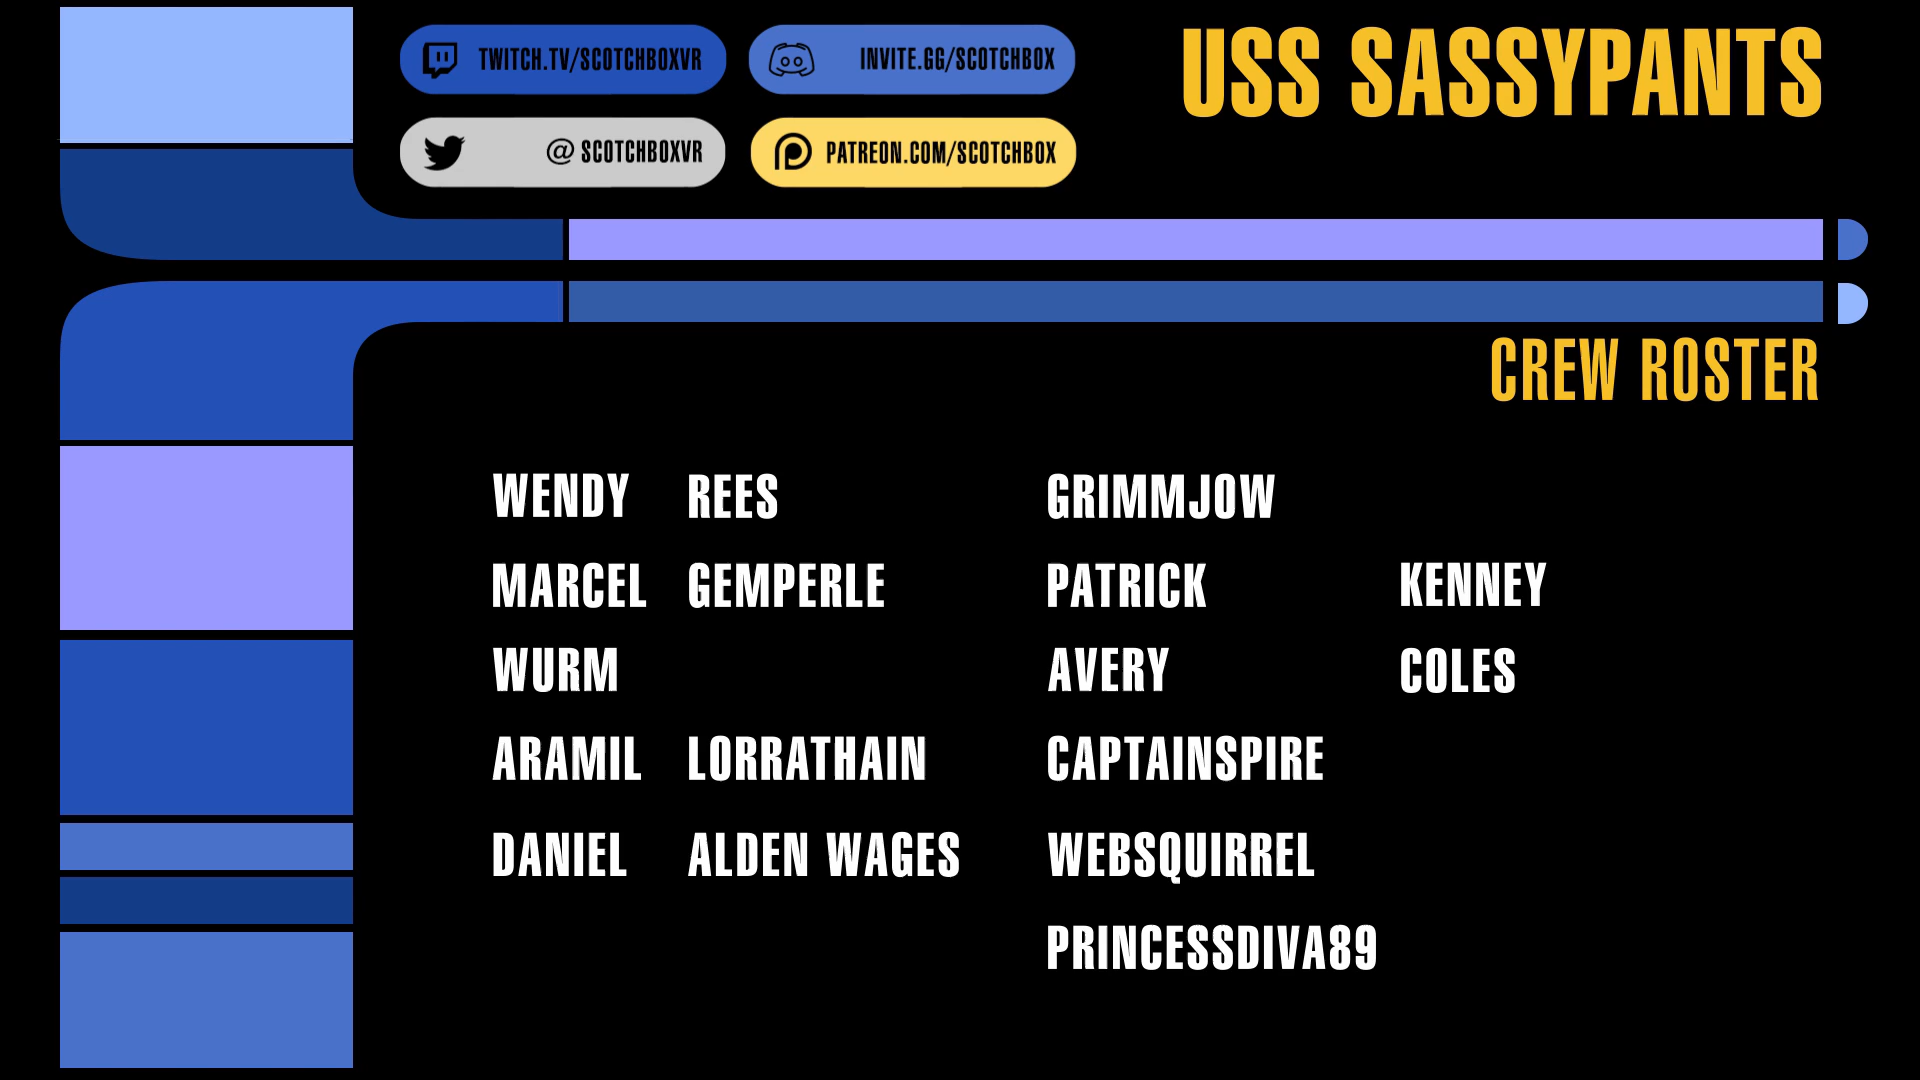 TWITCH.TV/SCOTCHBOXVR
INVITE.GG/SCOTCHBOX
USS SASSYPANTS
@SCOTCHBOXVR
PATREON.COM/SCOTCHBOX
CREW ROSTER
WENDY REES
MARCEL GEMPERLE
WURM
ARAMIL LORRATHAIN
DANIEL ALDEN WAGES
GRIMMJOW
PATRICK KENNEY
AVERY COLES
CAPTAINSPIRE
WEBSQUIRREL
PRINCESSDIVA89